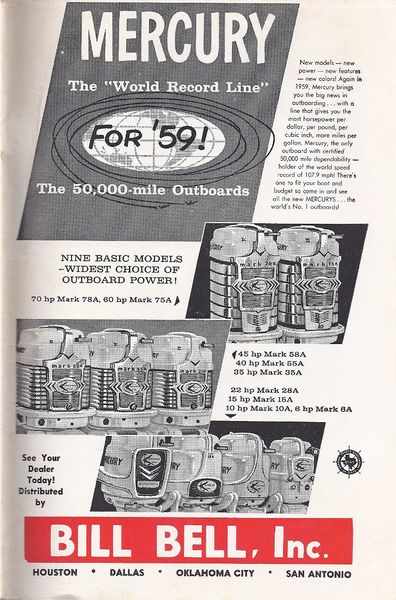 MERCURY
The "World Record Line"
FOR '59!
The 50,000-mile Outboards
New models — new
power — new features
— new colors! Again in
1959, Mercury brings
you the big news in
outboarding . . . with a
line that gives you the
most horsepower per
dollar, per pound, per
cubic inch, more miles per
gallon. Mercury, the only
outboard with certified
50,000 mile dependability —
holder of the world speed
record of 107.9 mph! There's
one to fit your boat and
budget so come in and see
all the new MERCURYS . . . the
world's No. 1 outboards!
NINE BASIC MODELS
—WIDEST CHOICE OF
OUTBOARD POWER!
70 hp Mark 78A, 60 hp Mark 75A
45 hp Mark 58A
40 hp Mark 55A
35 hp Mark 35A
22 hp Mark 28A
15 hp Mark 15A
10 hp Mark 10A, 6 hp Mark 6A
See Your
Dealer
Today!
Distributed
by
BILL BELL, Inc.
HOUSTON • DALLAS • OKLAHOMA CITY • SAN ANTONIO